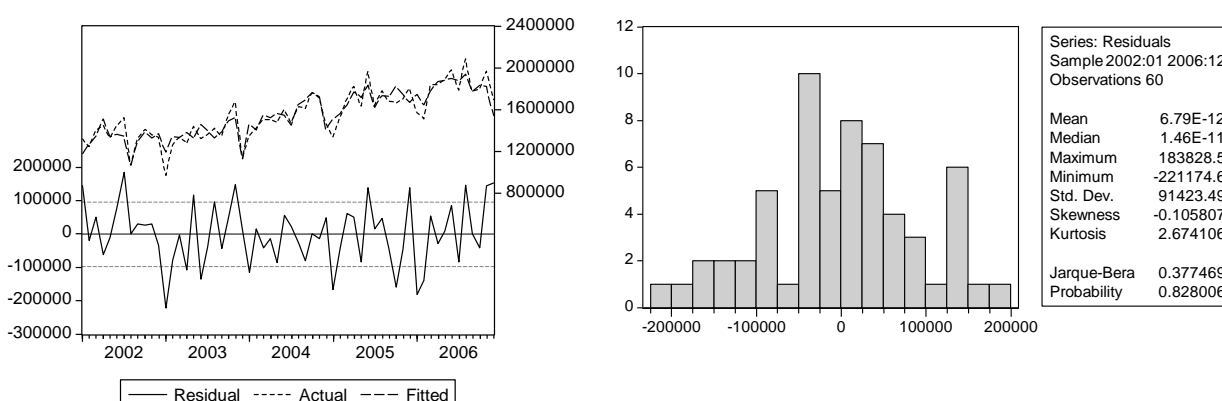 2400000
2000000
1600000
1200000
800000
200000
100000
0
-100000
-200000
-300000
2002 2003 2004 2005 2006
Residual Actual Fitted
12
10
8
6
4
2
0
-200000 -100000 0 100000 200000
Series: Residuals
Sample 2002:01 2006:12
Observations 60
Mean 6.79E-12
Median 1.46E-11
Maximum 183828.5
Minimum -221174.6
Std. Dev. 91423.49
Skewness -0.105807
Kurtosis 2.674106
Jarque-Bera 0.377469
Probability 0.828006